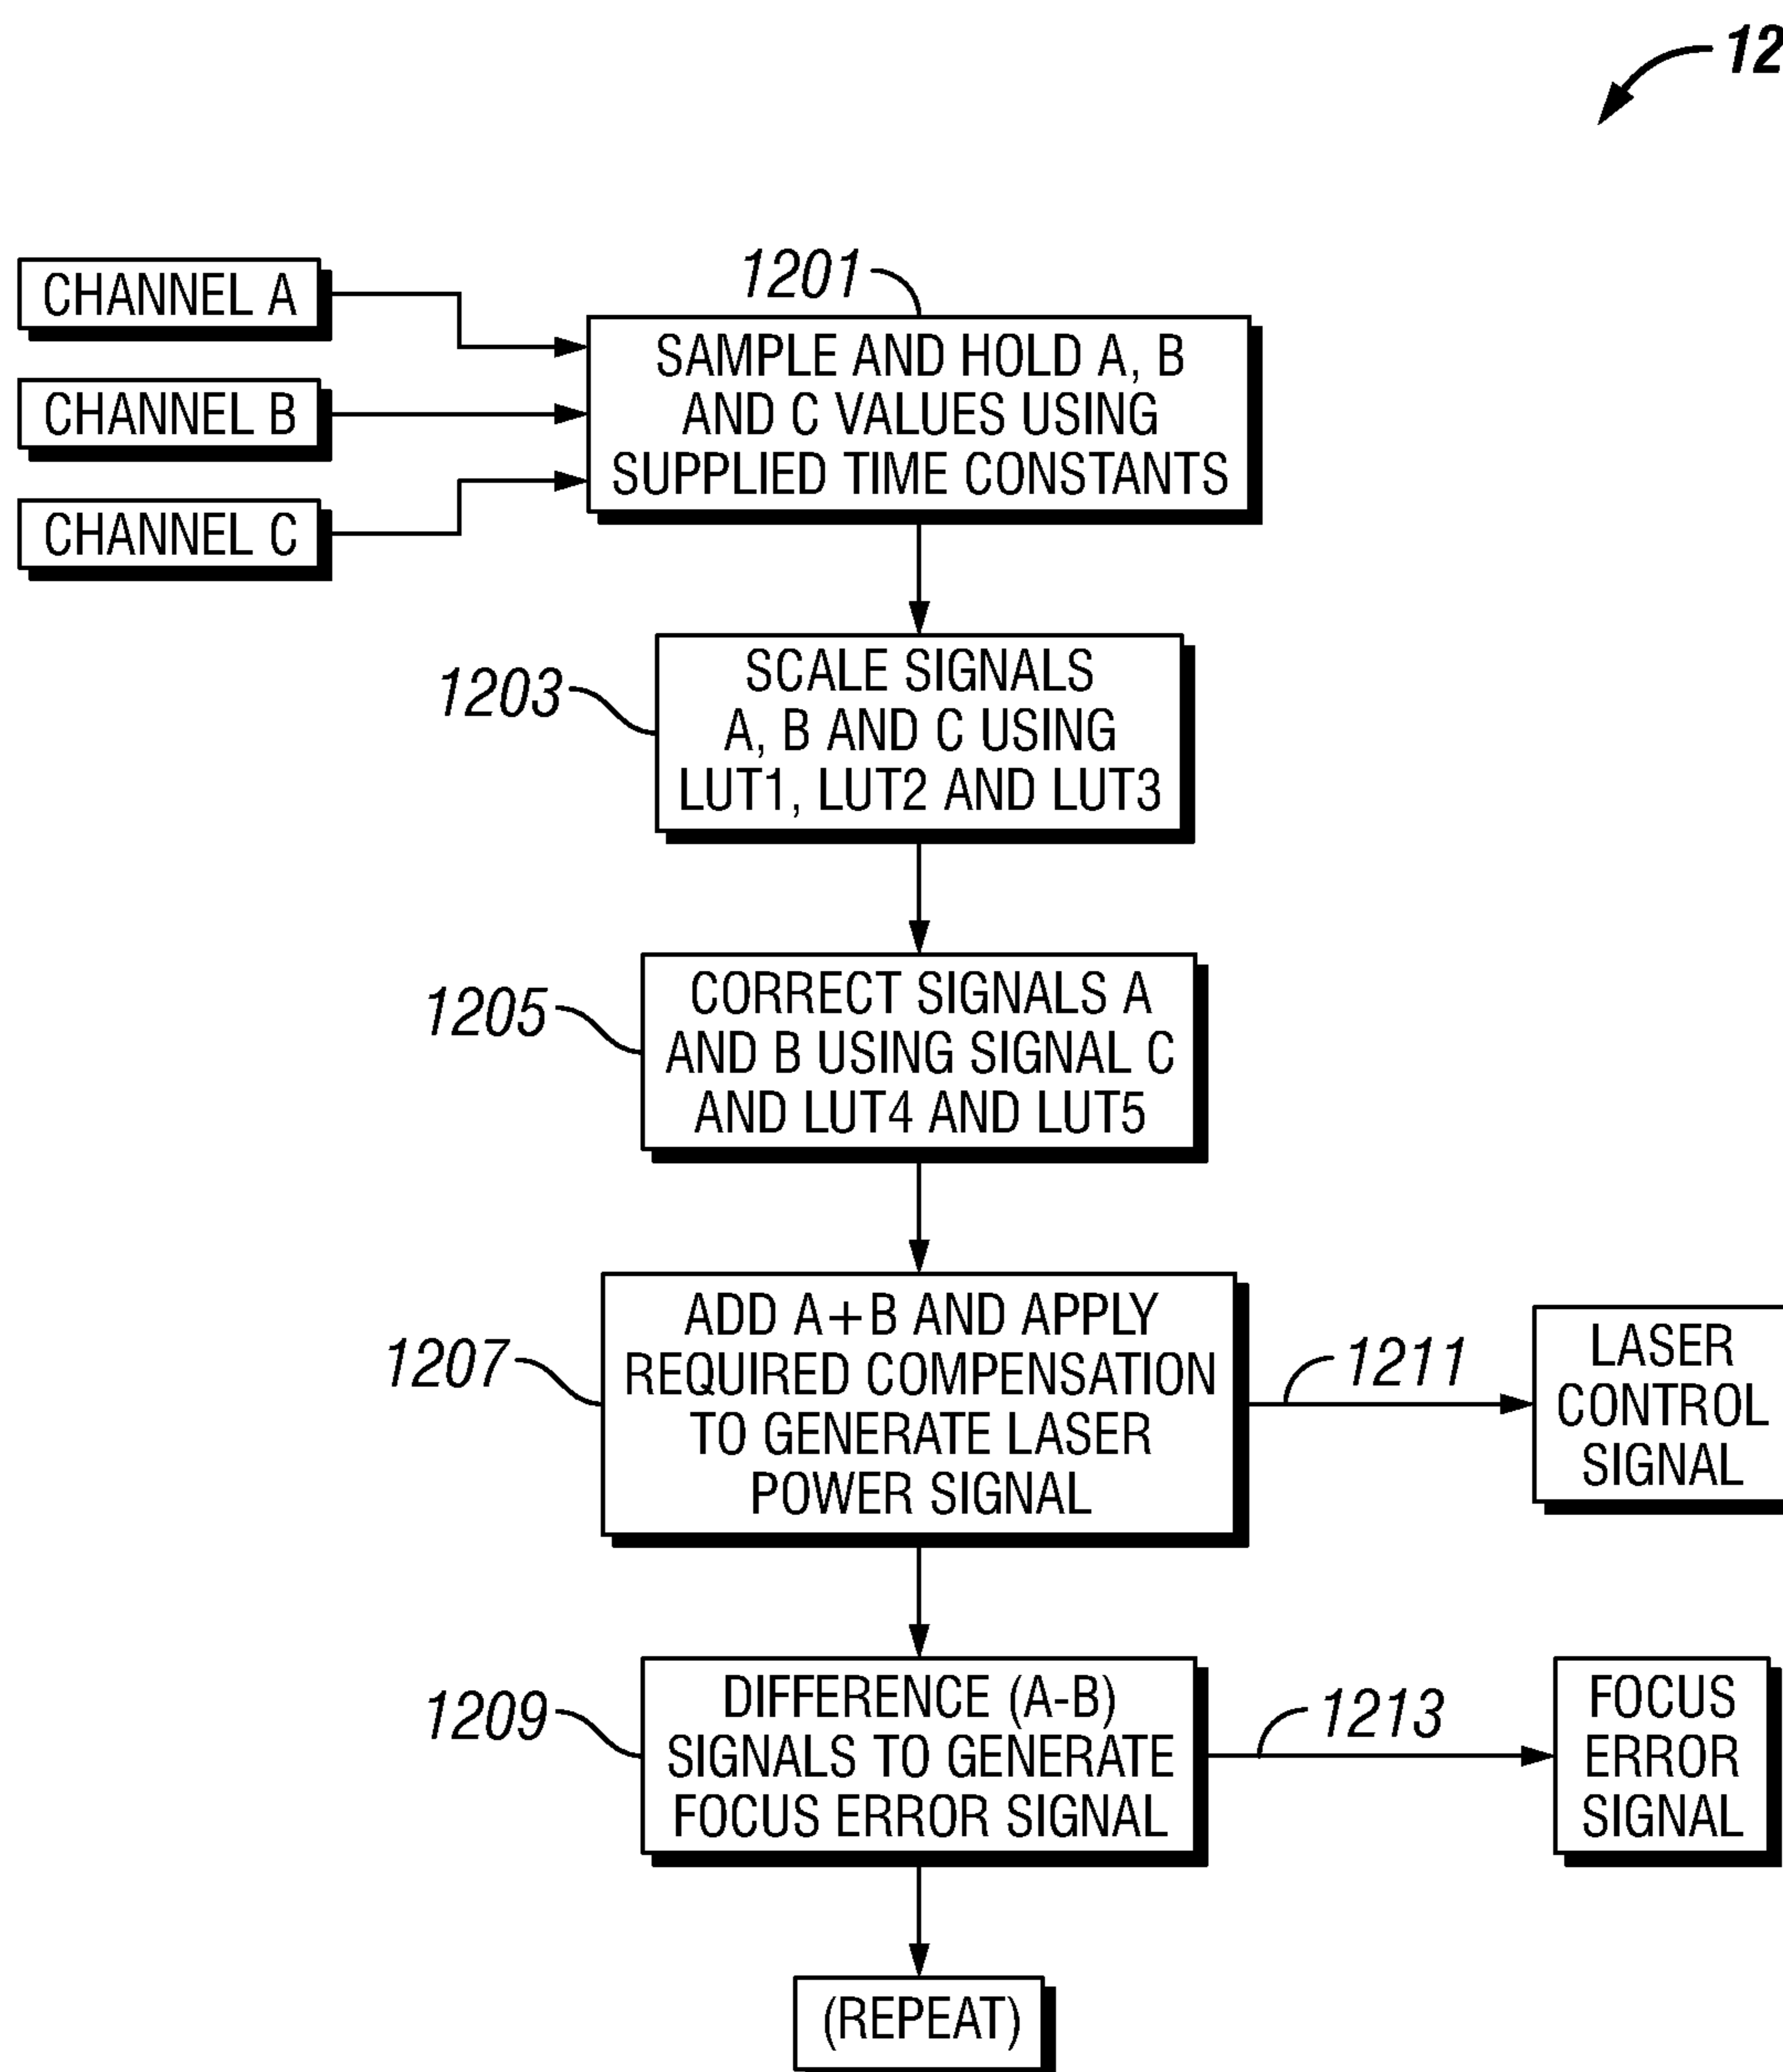 12
CHANNEL A
CHANNEL B
CHANNEL C
1201
SAMPLE AND HOLD A, B
AND C VALUES USING
SUPPLIED TIME CONSTANTS
1203
SCALE SIGNALS
A, B AND C USING
LUT1, LUT2 AND LUT3
1205
CORRECT SIGNALS A
AND B USING SIGNAL C
AND LUT4 AND LUT5
1207
ADD A+B AND APPLY
REQUIRED COMPENSATION
TO GENERATE LASER
POWER SIGNAL
1211
LASER
CONTROL
SIGNAL
1209
DIFFERENCE (A-B)
SIGNALS TO GENERATE
FOCUS ERROR SIGNAL
1213
FOCUS
ERROR
SIGNAL
(REPEAT)